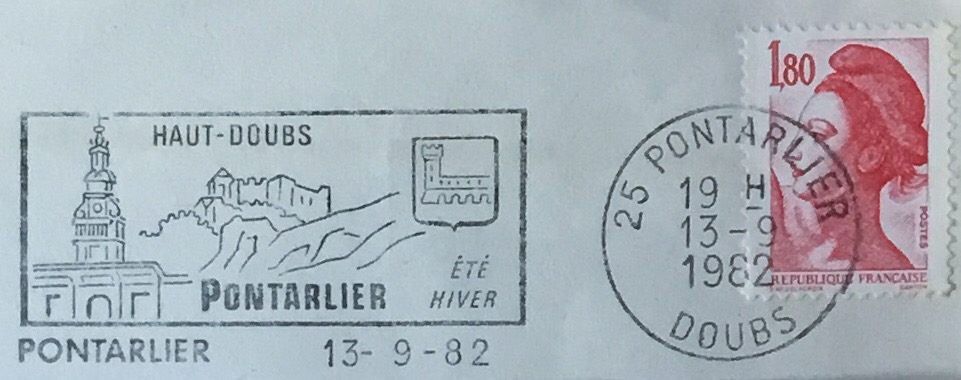 HAUT-DOUBS
PONTARLIER
ÉTÉ
HIVER
PONTARLIER 13-9-82
25 PONTARLIER
19 H
13-9
1982
DOUBS
1,80
POSTES
REPUBLIQUE FRANÇAISE